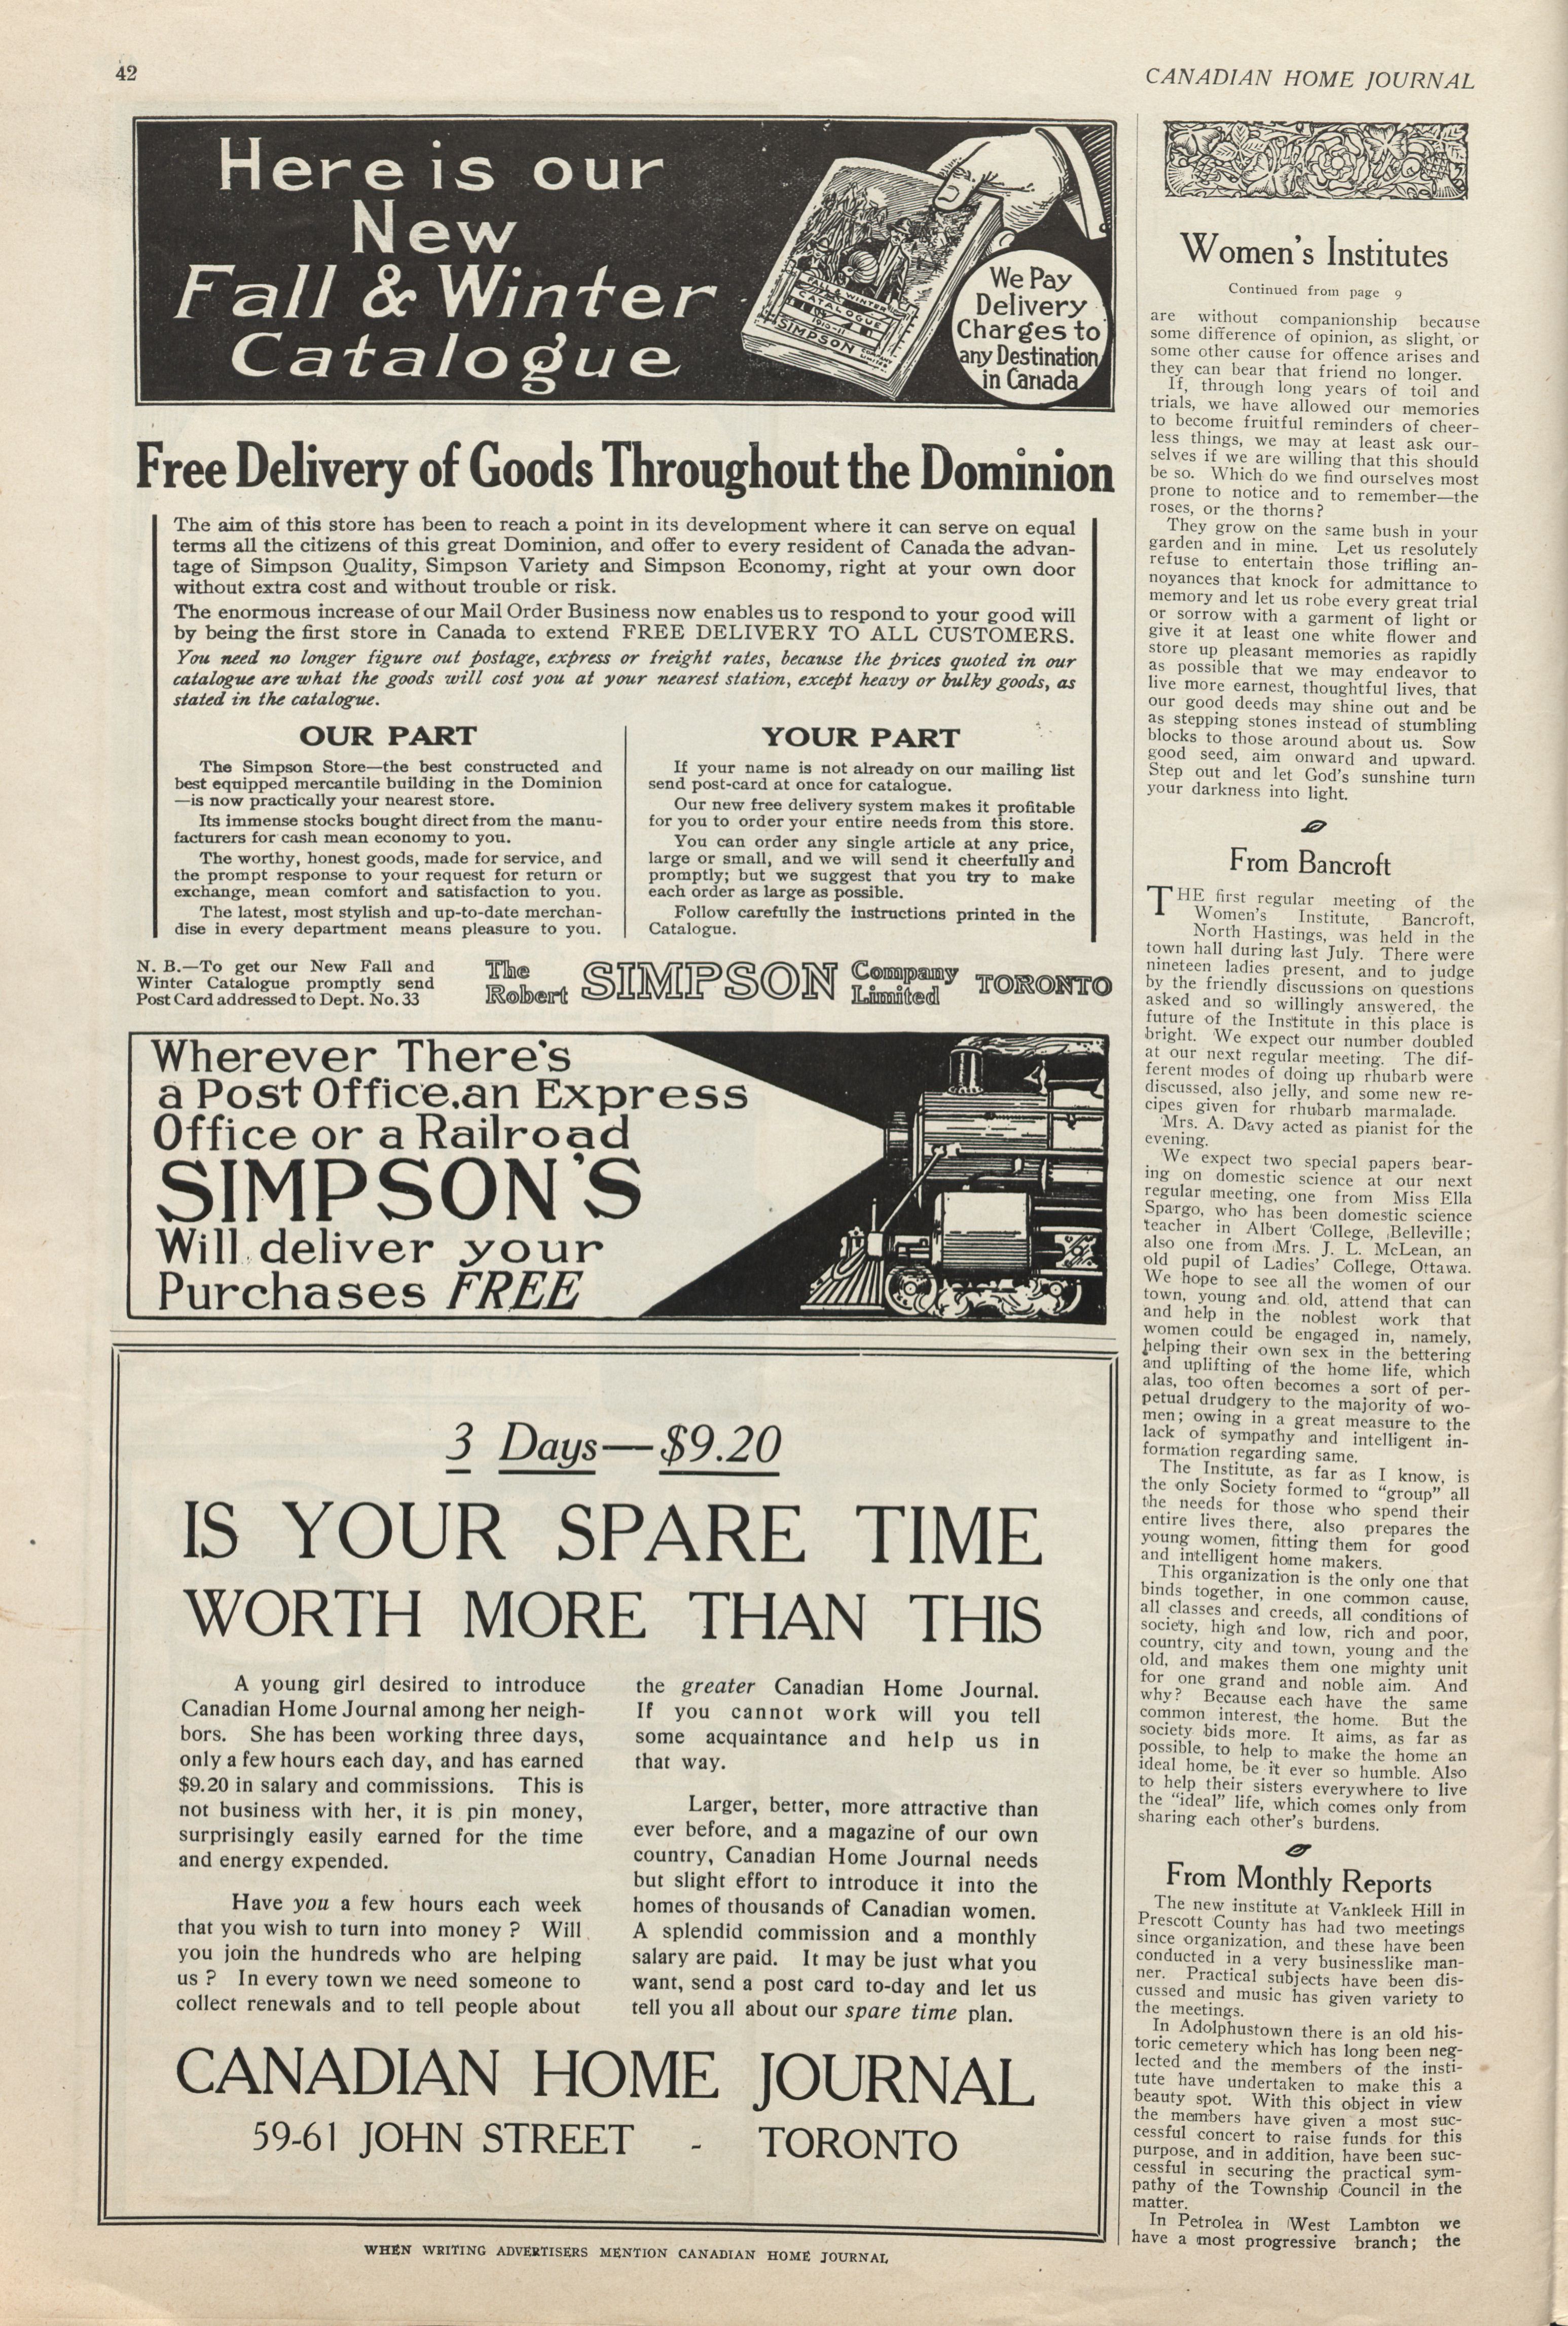 42
CANADIAN HOME JOURNAL
Here is our
New
Fall & Winter
Catalogue
FALL & WINTER
CATALOGUE
1910-11
SIMPSON
COMPANY
LIMITED
We Pay
Delivery
Charges to
any Destination
in Canada
Free Delivery of Goods Throughout the Dominion
The aim of this store has been to reach a point in its development where it can serve on equal
terms all the citizens of this great Dominion, and offer to every resident of Canada the advan-
tage of Simpson Quality, Simpson Variety and Simpson Economy, right at your own door
without extra cost and without trouble or risk.
The enormous increase of our Mail Order Business now enables us to respond to your good will
by being the first store in Canada to extend FREE DELIVERY TO ALL CUSTOMERS.
You need no longer figure out postage, express or freight rates, because the prices quoted in our
catalogue are what the goods will cost you at your nearest station, except heavy or bulky goods, as
stated in the catalogue.
OUR PART
The Simpson Store—the best constructed and
best equipped mercantile building in the Dominion
—is now practically your nearest store.
Its immense stocks bought direct from the manu-
facturers for cash mean economy to you.
The worthy, honest goods, made for service, and
the prompt response to your request for return or
exchange, mean comfort and satisfaction to you.
The latest, most stylish and up-to-date merchan-
dise in every department means pleasure to you.
YOUR PART
If your name is not already on our mailing list
send post-card at once for catalogue.
Our new free delivery system makes it profitable
for you to order your entire needs from this store.
You can order any single article at any price,
large or small, and we will send it cheerfully and
promptly; but we suggest that you try to make
each order as large as possible.
Follow carefully the instructions printed in the
Catalogue.
N. B.—To get our New Fall and
Winter Catalogue promptly send
Post Card addressed to Dept. No. 33
The Robert SIMPSON Company Limited TORONTO
Wherever There's
a Post Office, an Express
Office or a Railroad
SIMPSON'S
Will deliver your
Purchases FREE
3 Days—$9.20
IS YOUR SPARE TIME
WORTH MORE THAN THIS
A young girl desired to introduce
Canadian Home Journal among her neigh-
bors. She has been working three days,
only a few hours each day, and has earned
$9.20 in salary and commissions. This is
not business with her, it is pin money,
surprisingly easily earned for the time
and energy expended.
Have you a few hours each week
that you wish to turn into money? Will
you join the hundreds who are helping
us? In every town we need someone to
collect renewals and to tell people about
the greater Canadian Home Journal.
If you cannot work will you tell
some acquaintance and help us in
that way.
Larger, better, more attractive than
ever before, and a magazine of our own
country, Canadian Home Journal needs
but slight effort to introduce it into the
homes of thousands of Canadian women.
A splendid commission and a monthly
salary are paid. It may be just what you
want, send a post card to-day and let us
tell you all about our spare time plan.
CANADIAN HOME JOURNAL
59-61 JOHN STREET - TORONTO
WHEN WRITING ADVERTISERS MENTION CANADIAN HOME JOURNAL
Women's Institutes
Continued from page 9
are without companionship because
some difference of opinion, as slight, or
some other cause for offence arises and
they can bear that friend no longer.
If, through long years of toil and
trials, we have allowed our memories
to become fruitful reminders of cheer-
less things, we may at least ask our-
selves if we are willing that this should
be so. Which do we find ourselves most
prone to notice and to remember—the
roses, or the thorns?
They grow on the same bush in your
garden and in mine. Let us resolutely
refuse to entertain those trifling an-
noyances that knock for admittance to
memory and let us robe every great trial
or sorrow with a garment of light or
give it at least one white flower and
store up pleasant memories as rapidly
as possible that we may endeavor to
live more earnest, thoughtful lives, that
our good deeds may shine out and be
as stepping stones instead of stumbling
blocks to those around about us. Sow
good seed, aim onward and upward.
Step out and let God's sunshine turn
your darkness into light.
From Bancroft
THE first regular meeting of the
Women's Institute, Bancroft,
North Hastings, was held in the
town hall during last July. There were
nineteen ladies present, and to judge
by the friendly discussions on questions
asked and so willingly answered, the
future of the Institute in this place is
bright. We expect our number doubled
at our next regular meeting. The dif-
ferent modes of doing up rhubarb were
discussed, also jelly, and some new re-
cipes given for rhubarb marmalade.
Mrs. A. Davy acted as pianist for the
evening.
We expect two special papers bear-
ing on domestic science at our next
regular meeting, one from Miss Ella
Spargo, who has been domestic science
teacher in Albert College, Belleville;
also one from Mrs. J. L. McLean, an
old pupil of Ladies' College, Ottawa.
We hope to see all the women of our
town, young and old, attend that can
and help in the noblest work that
women could be engaged in, namely,
helping their own sex in the bettering
and uplifting of the home life, which
alas, too often becomes a sort of per-
petual drudgery to the majority of wo-
men; owing in a great measure to the
lack of sympathy and intelligent in-
formation regarding same.
The Institute, as far as I know, is
the only Society formed to "group" all
the needs for those who spend their
entire lives there, also prepares the
young women, fitting them for good
and intelligent home makers.
This organization is the only one that
binds together, in one common cause,
all classes and creeds, all conditions of
society, high and low, rich and poor,
country, city and town, young and the
old, and makes them one mighty unit
for one grand and noble aim. And
why? Because each have the same
common interest, the home. But the
society bids more. It aims, as far as
possible, to help to make the home an
ideal home, be it ever so humble. Also
to help their sisters everywhere to live
the "ideal" life, which comes only from
sharing each other's burdens.
From Monthly Reports
The new institute at Vankleek Hill in
Prescott County has had two meetings
since organization, and these have been
conducted in a very businesslike man-
ner. Practical subjects have been dis-
cussed and music has given variety to
the meetings.
In Adolphustown there is an old his-
toric cemetery which has long been neg-
lected and the members of the insti-
tute have undertaken to make this a
beauty spot. With this object in view
the members have given a most suc-
cessful concert to raise funds for this
purpose, and in addition, have been suc-
cessful in securing the practical sym-
pathy of the Township Council in the
matter.
In Petrolea in West Lambton we
have a most progressive branch; the